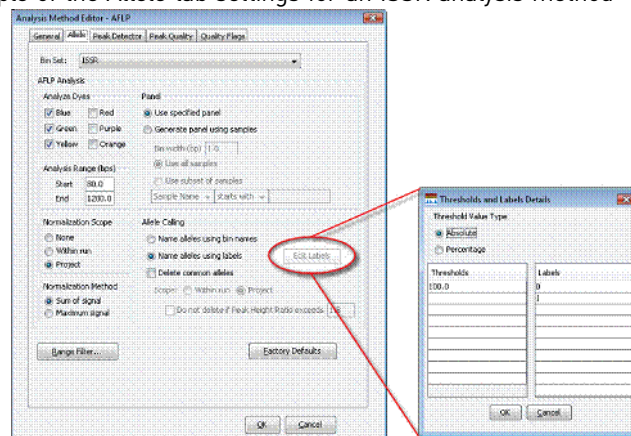 of the Allele tab settings for an ISSR analysis method
Analysis Method Editor - AFLP
General Allele Peak Detector Peak Quality Quality Flags
Bin Set: ISSR
AFLP Analysis
Analyze Dyes
Blue Red
Green Purple
Yellow Orange
Analysis Range (bps)
Start 80.0
End 1200.0
Normalization Scope
None
Within run
Project
Normalization Method
Sum of signal
Maximum signal
Panel
Use specified panel
Generate panel using samples
Bin width (bp) 1.0
Use all samples
Use subset of samples
Sample Name starts with
Allele Calling
Name alleles using bin names
Name alleles using labels
Edit Labels
Delete common alleles
Scope: Within run Project
Do not delete if Peak Height Ratio exceeds
Range Filter...
Factory Defaults
OK Cancel
Thresholds and Labels Details
Threshold Value Type
Absolute
Percentage
Thresholds Labels
100.0 0
1
OK Cancel